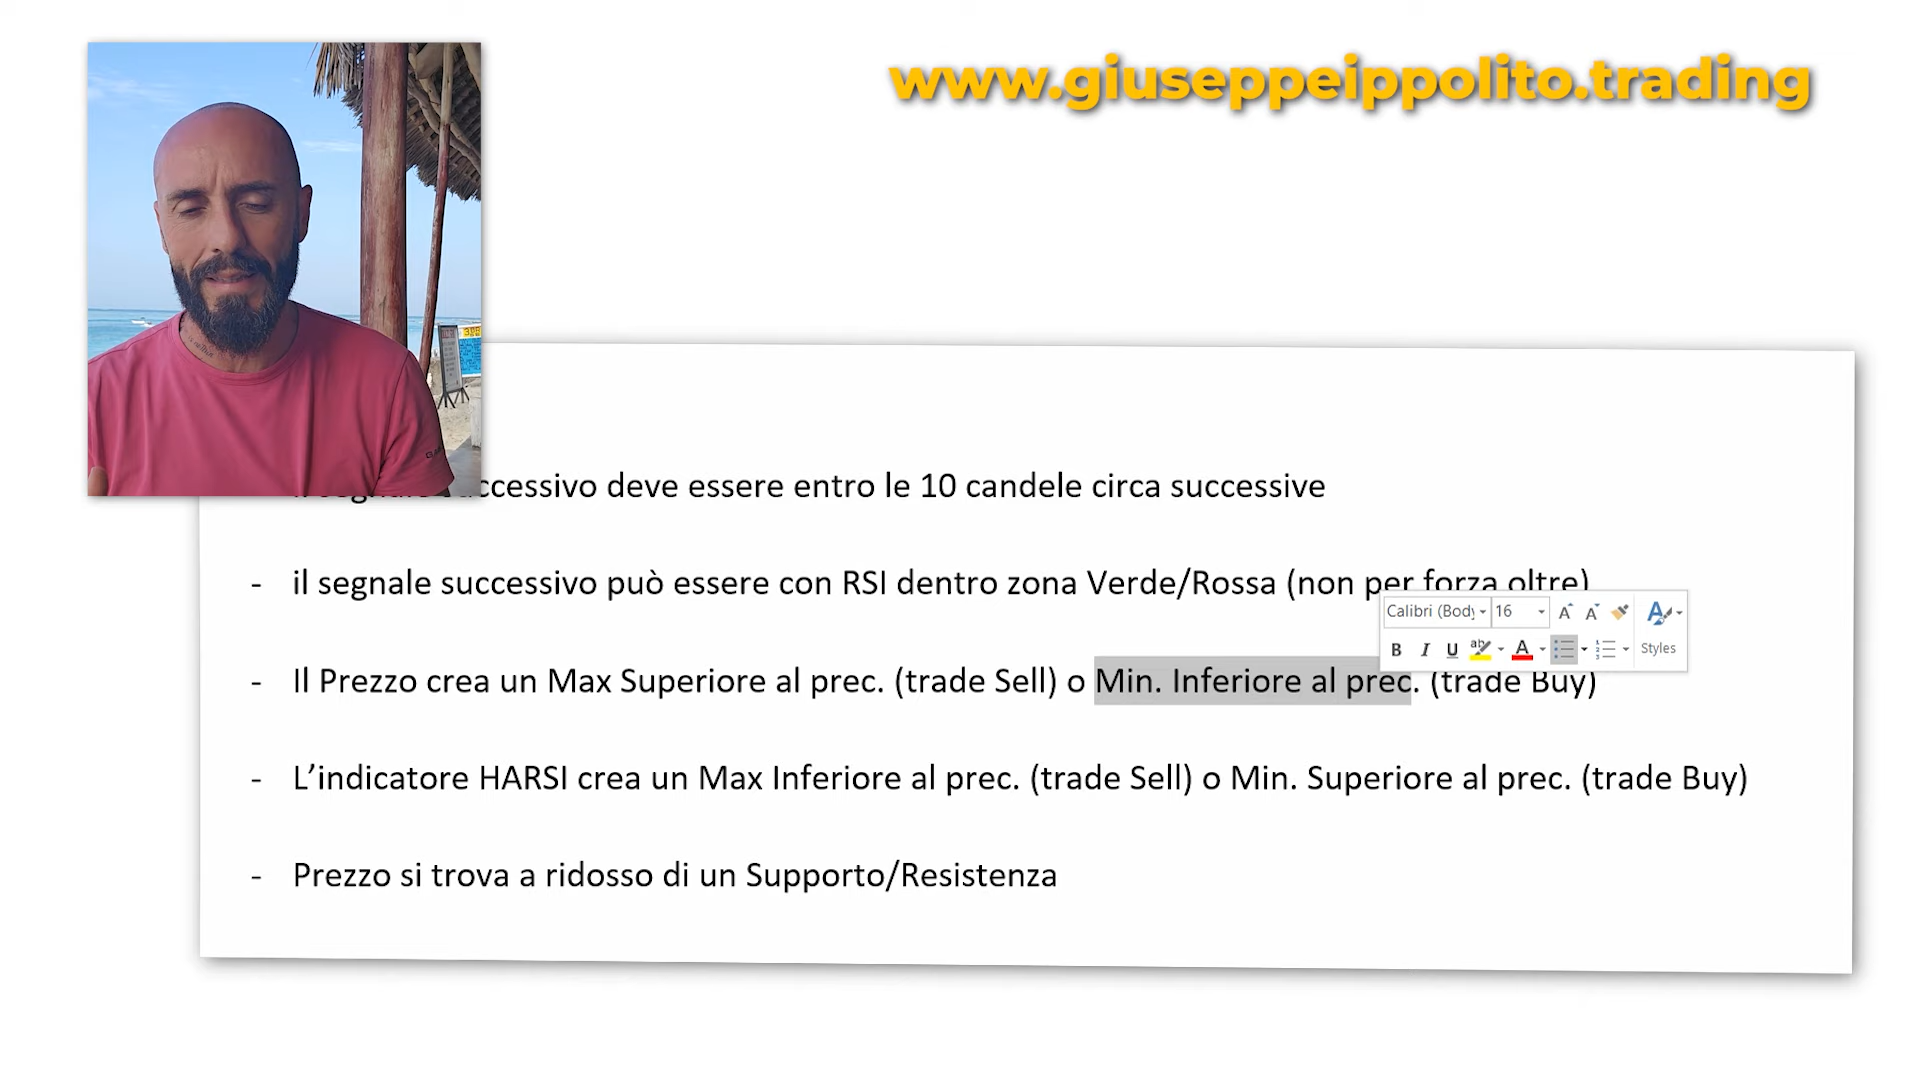 www.giuseppeippolito.trading
successivo deve essere entro le 10 candele circa successive
- il segnale successivo può essere con RSI dentro zona Verde/Rossa (non per forza oltre)
Calibri (Body 16
B I U ab A Styles
- Il Prezzo crea un Max Superiore al prec. (trade Sell) o Min. Inferiore al prec. (trade Buy)
- L’indicatore HARSI crea un Max Inferiore al prec. (trade Sell) o Min. Superiore al prec. (trade Buy)
- Prezzo si trova a ridosso di un Supporto/Resistenza